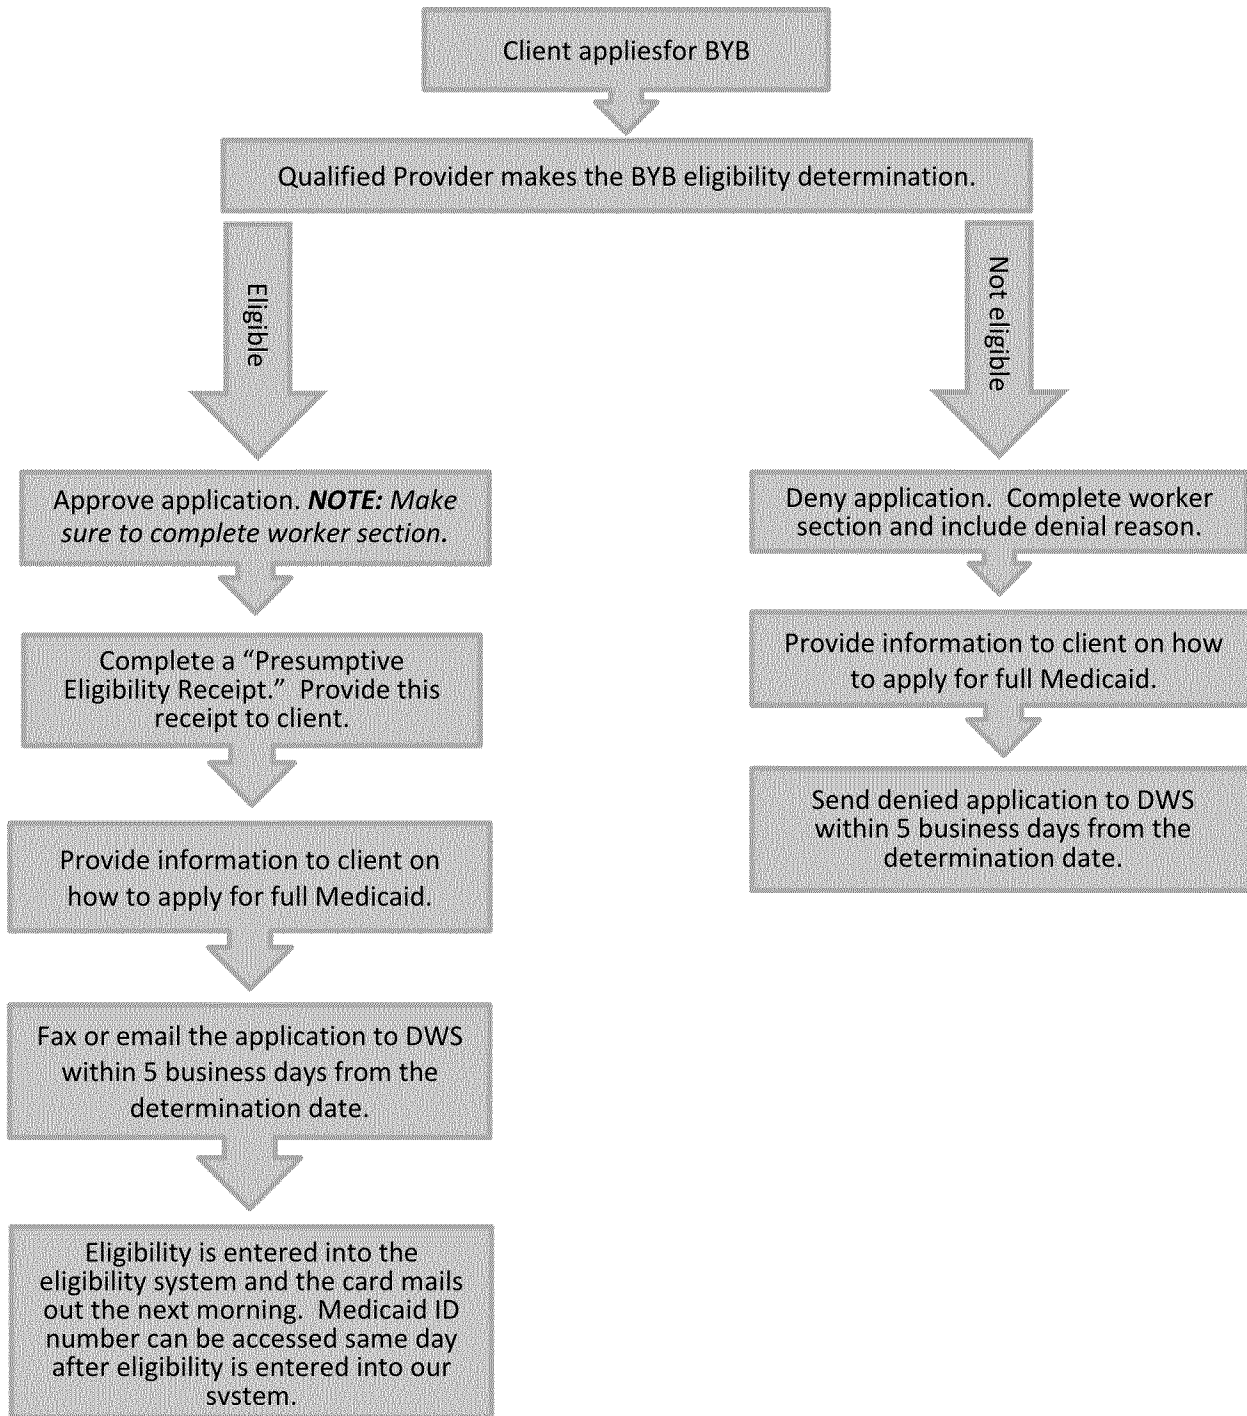 Client appliesfor BYB
Qualified Provider makes the BYB eligibility determination.
Eligible
Not eligible
Approve application. NOTE: Make
sure to complete worker section.
Complete a “Presumptive
Eligibility Receipt.” Provide this
receipt to client.
Provide information to client on
how to apply for full Medicaid.
Fax or email the application to DWS
within 5 business days from the
determination date.
Eligibility is entered into the
eligibility system and the card mails
out the next morning. Medicaid ID
number can be accessed same day
after eligibility is entered into our
system.
Deny application. Complete worker
section and include denial reason.
Provide information to client on how
to apply for full Medicaid.
Send denied application to DWS
within 5 business days from the
determination date.